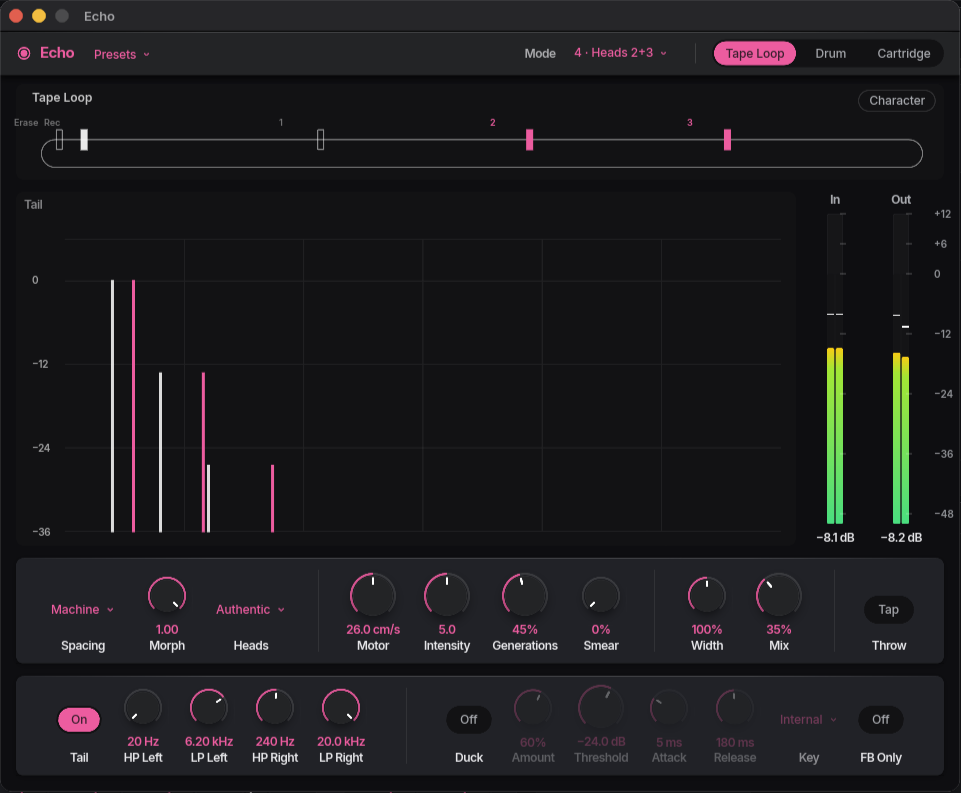 Echo
Echo Presets Mode 4 · Heads 2+3 Tape Loop Drum Cartridge
Tape Loop Character
Erase Rec 1 2 3
Tail In Out
+12
+6
0 0
−12 −12
−24 −24
−36
−36 −48
−8.1 dB −8.2 dB
Machine Authentic Tap
1.00 26.0 cm/s 5.0 45% 0% 100% 35%
Spacing Morph Heads Motor Intensity Generations Smear Width Mix Throw
On Off Internal Off
20 Hz 6.20 kHz 240 Hz 20.0 kHz 60% −24.0 dB 5 ms 180 ms
Tail HP Left LP Left HP Right LP Right Duck Amount Threshold Attack Release Key FB Only